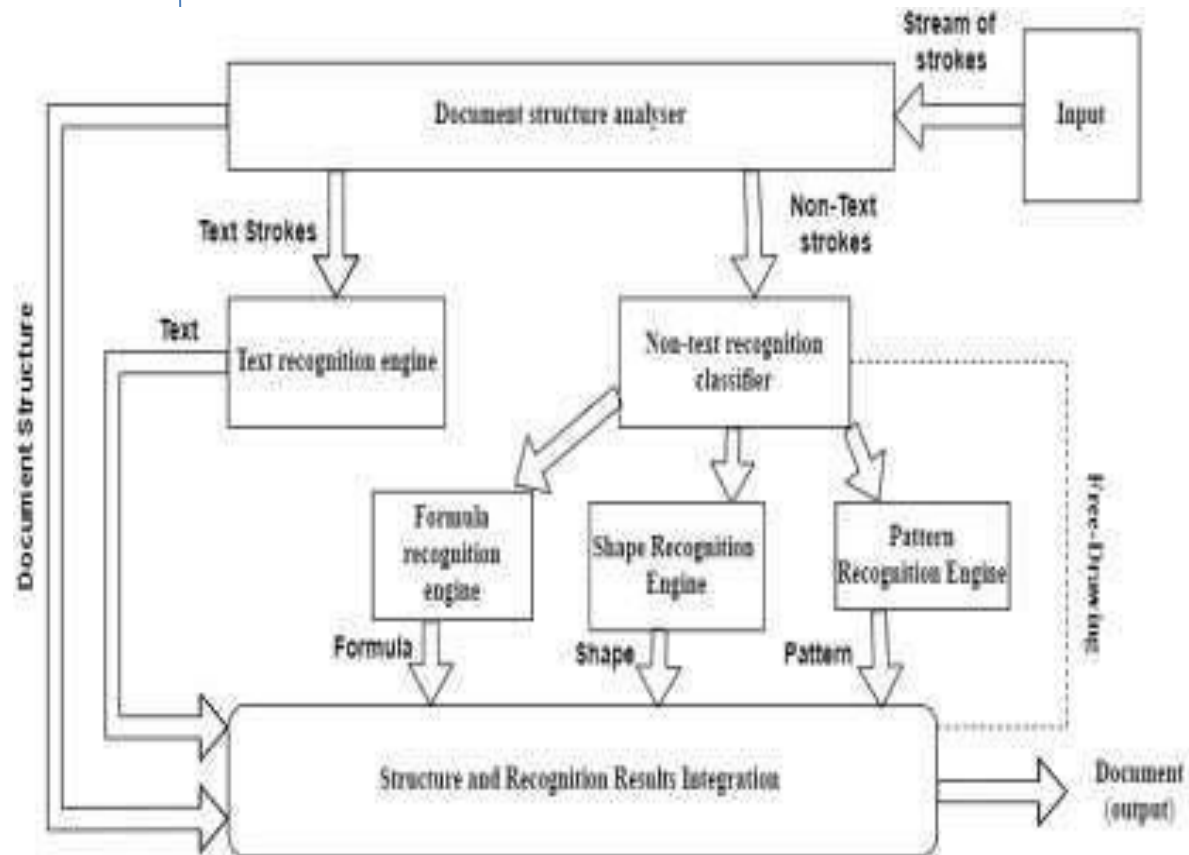 Stream of
strokes
Document structure analyser
Input
Text Strokes
Non-Text
strokes
Document Structure
Text
Text recognition engine
Non-text recognition
classifier
Free-Drawing
Formula
recognition
engine
Shape Recognition
Engine
Pattern
Recognition Engine
Formula
Shape
Pattern
Structure and Recognition Results Integration
Document
(output)